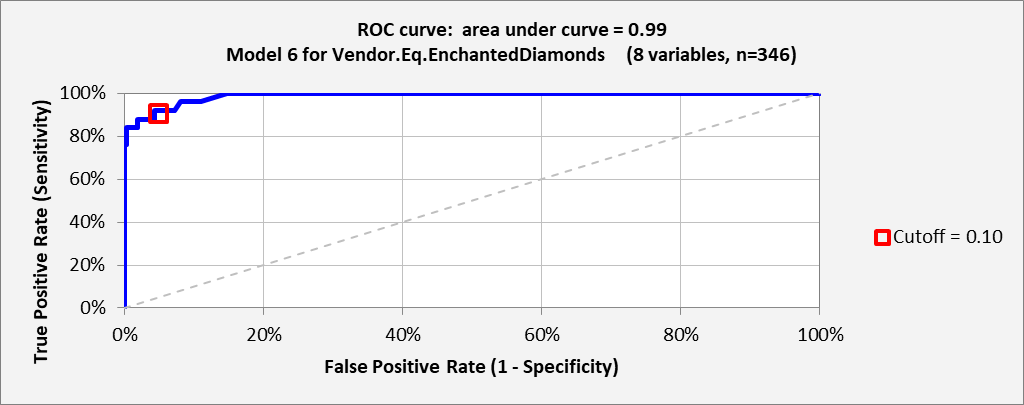 ROC curve:  area under curve = 0.99
Model 6 for Vendor.Eq.EnchantedDiamonds    (8 variables, n=346)
True Positive Rate (Sensitivity)
100%
80%
60%
40%
20%
0%
0% 20% 40% 60% 80% 100%
False Positive Rate (1 - Specificity)
Cutoff = 0.10